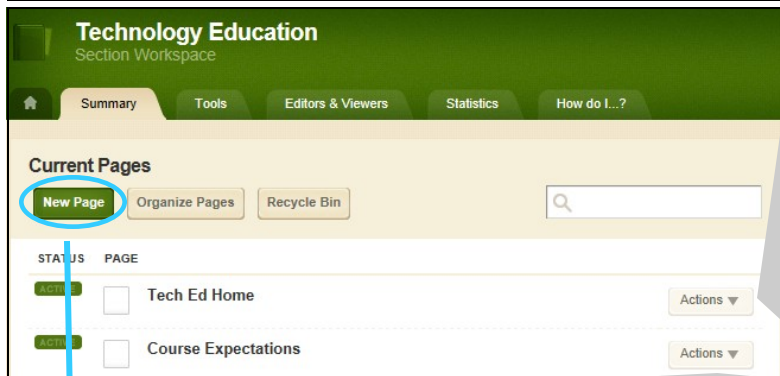 Technology Education
Section Workspace
Summary Tools Editors & Viewers Statistics How do I...?
Current Pages
New Page Organize Pages Recycle Bin
STATUS PAGE
ACTIVE Tech Ed Home Actions
ACTIVE Course Expectations Actions